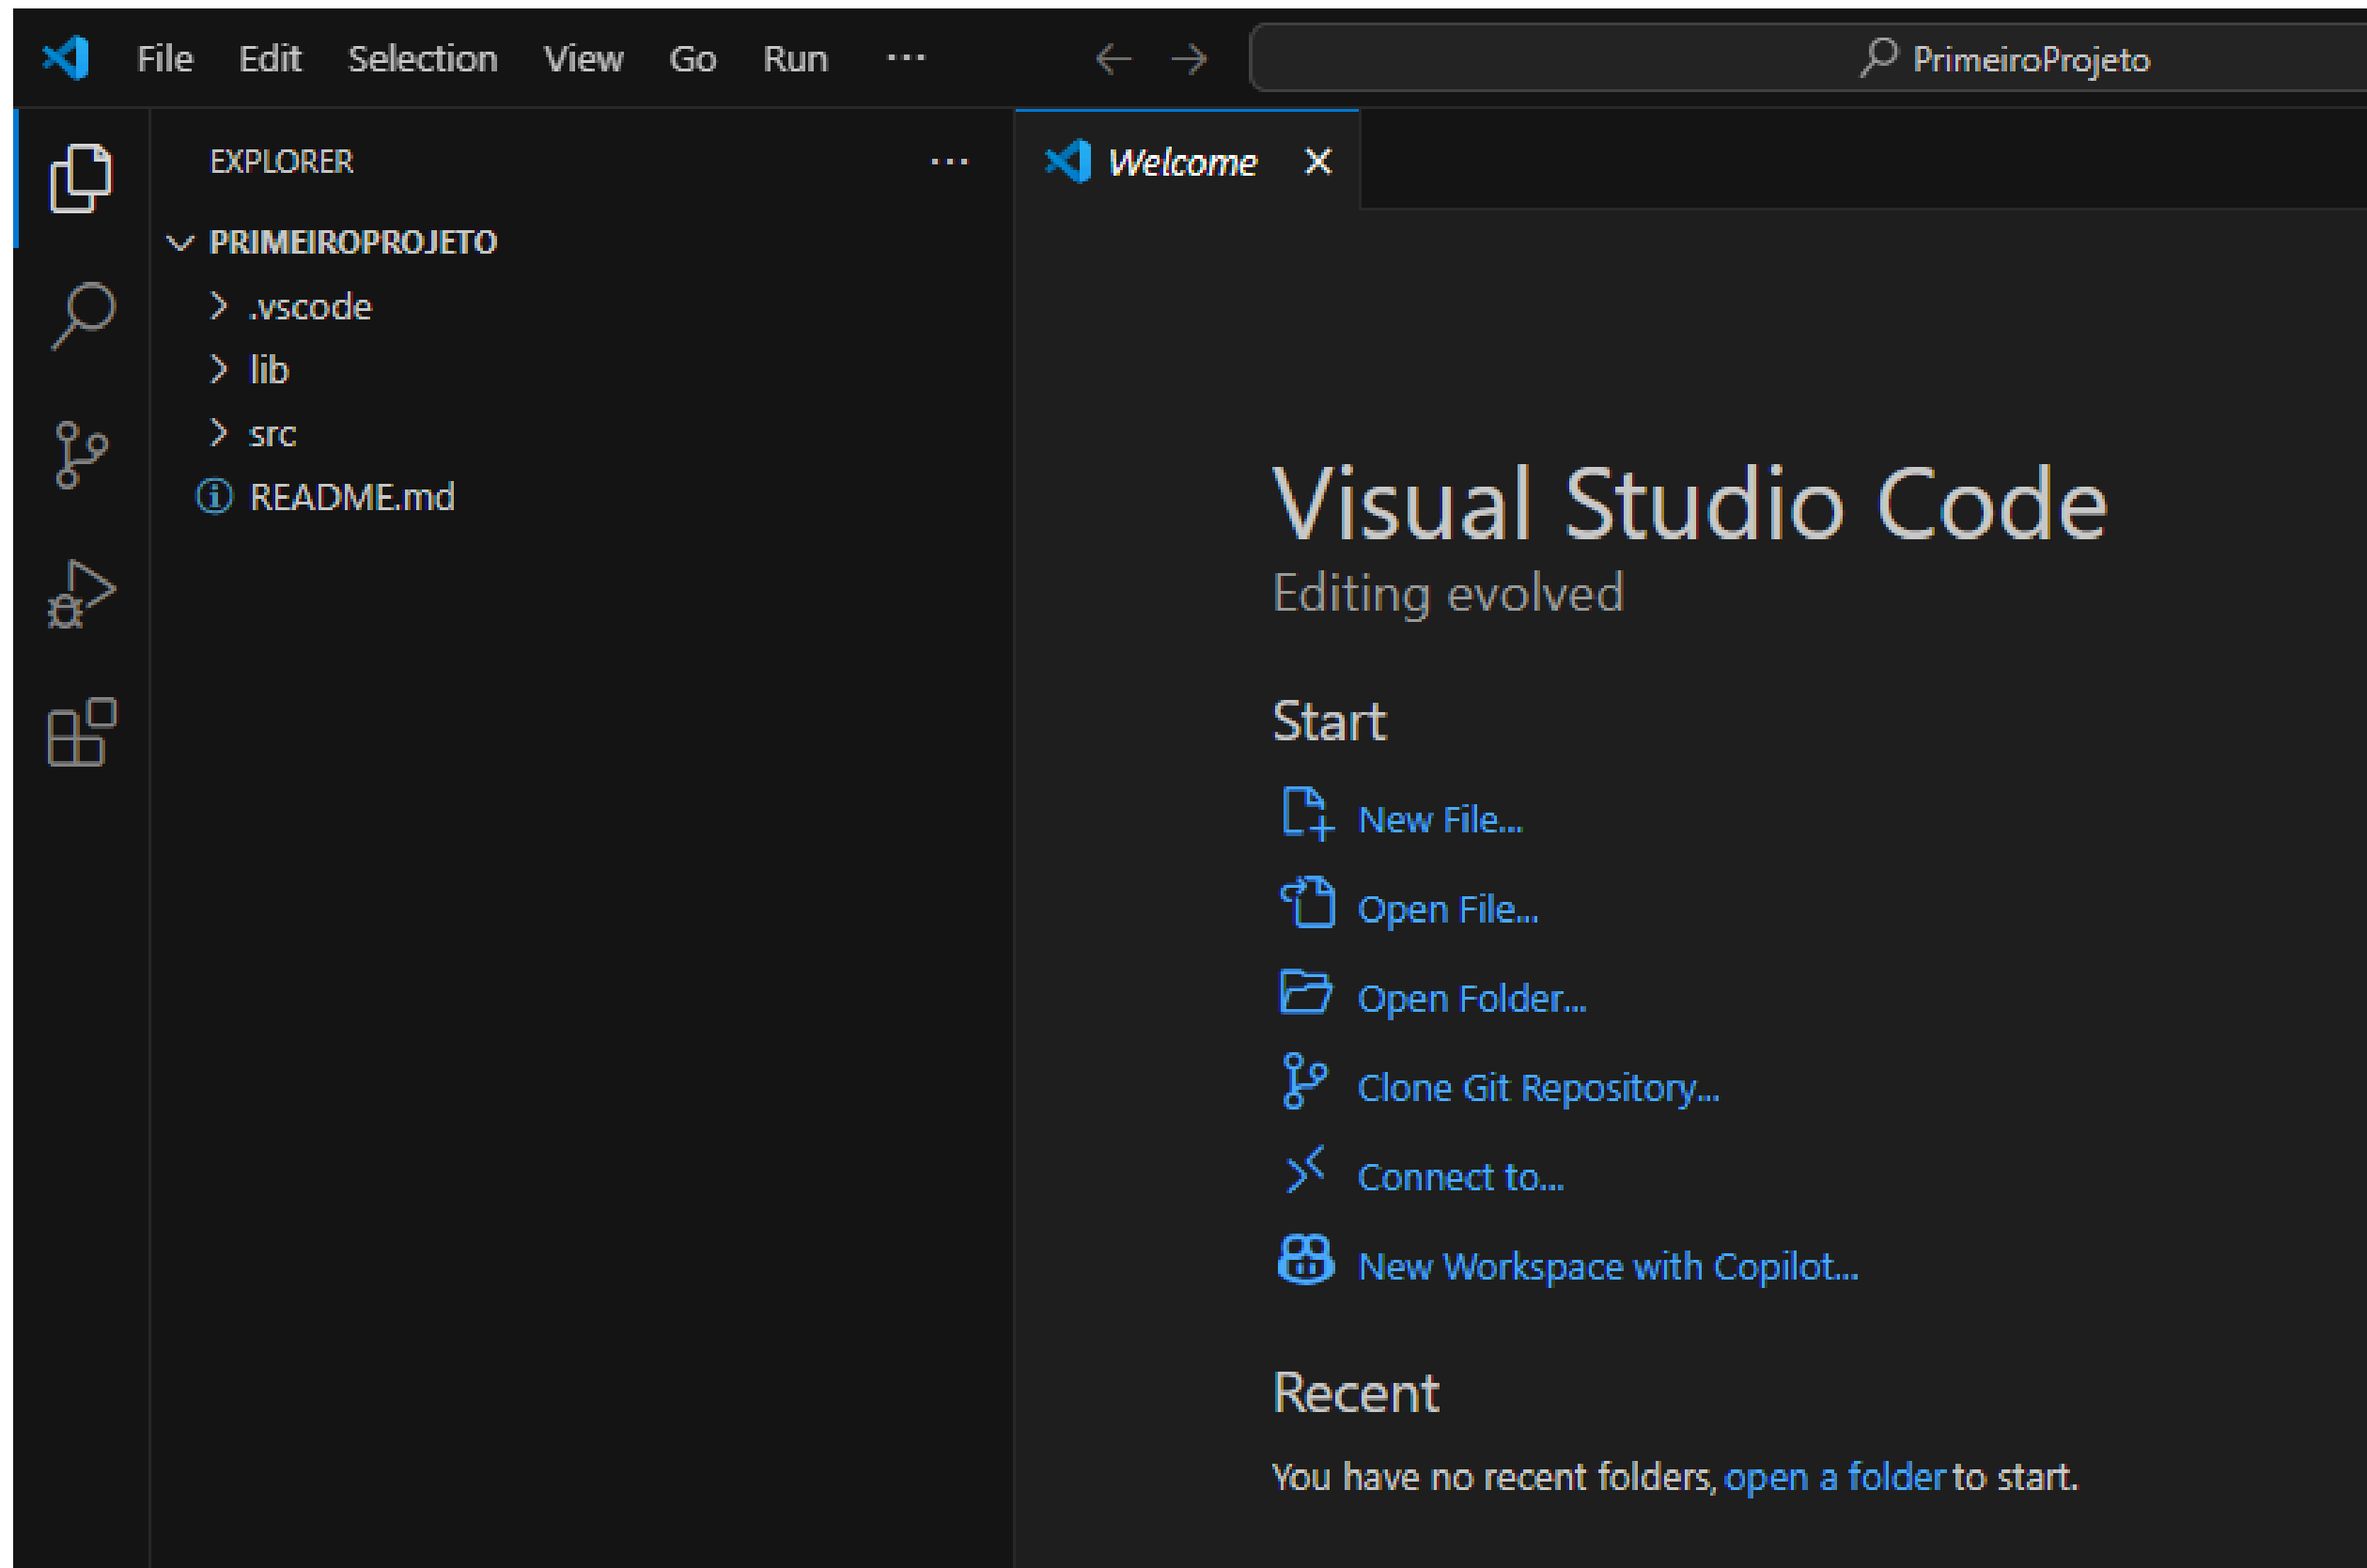 File Edit Selection View Go Run ···
PrimeiroProjeto
EXPLORER ···
Welcome
PRIMEIROPROJETO
.vscode
lib
src
README.md
Visual Studio Code
Editing evolved
Start
New File...
Open File...
Open Folder...
Clone Git Repository...
Connect to...
New Workspace with Copilot...
Recent
You have no recent folders, open a folder to start.